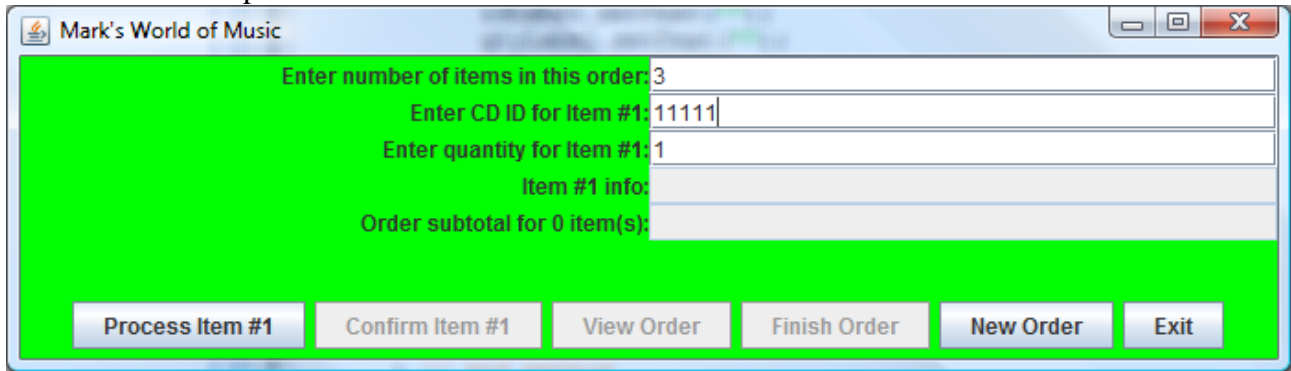 Mark's World of Music
Enter number of items in this order: 3
Enter CD ID for Item #1: 11111
Enter quantity for Item #1: 1
Item #1 info:
Order subtotal for 0 item(s):
Process Item #1 Confirm Item #1 View Order Finish Order New Order Exit